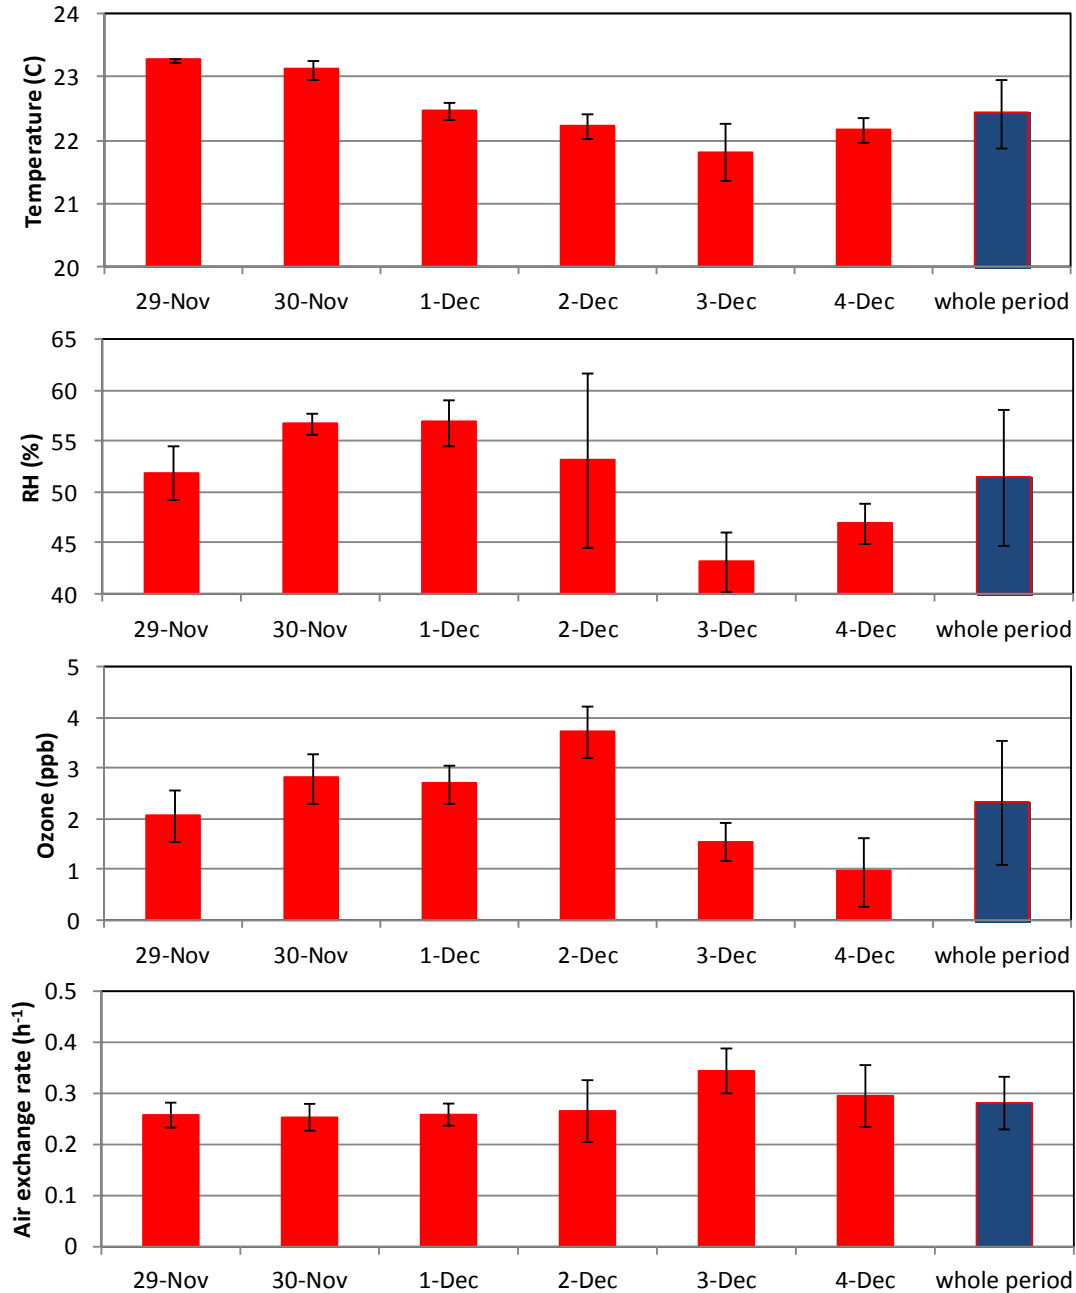 Temperature (C)
24
23
22
21
20
29-Nov 30-Nov 1-Dec 2-Dec 3-Dec 4-Dec whole period
RH (%)
65
60
55
50
45
40
29-Nov 30-Nov 1-Dec 2-Dec 3-Dec 4-Dec whole period
Ozone (ppb)
5
4
3
2
1
0
29-Nov 30-Nov 1-Dec 2-Dec 3-Dec 4-Dec whole period
Air exchange rate (h⁻¹)
0.5
0.4
0.3
0.2
0.1
0
29-Nov 30-Nov 1-Dec 2-Dec 3-Dec 4-Dec whole period